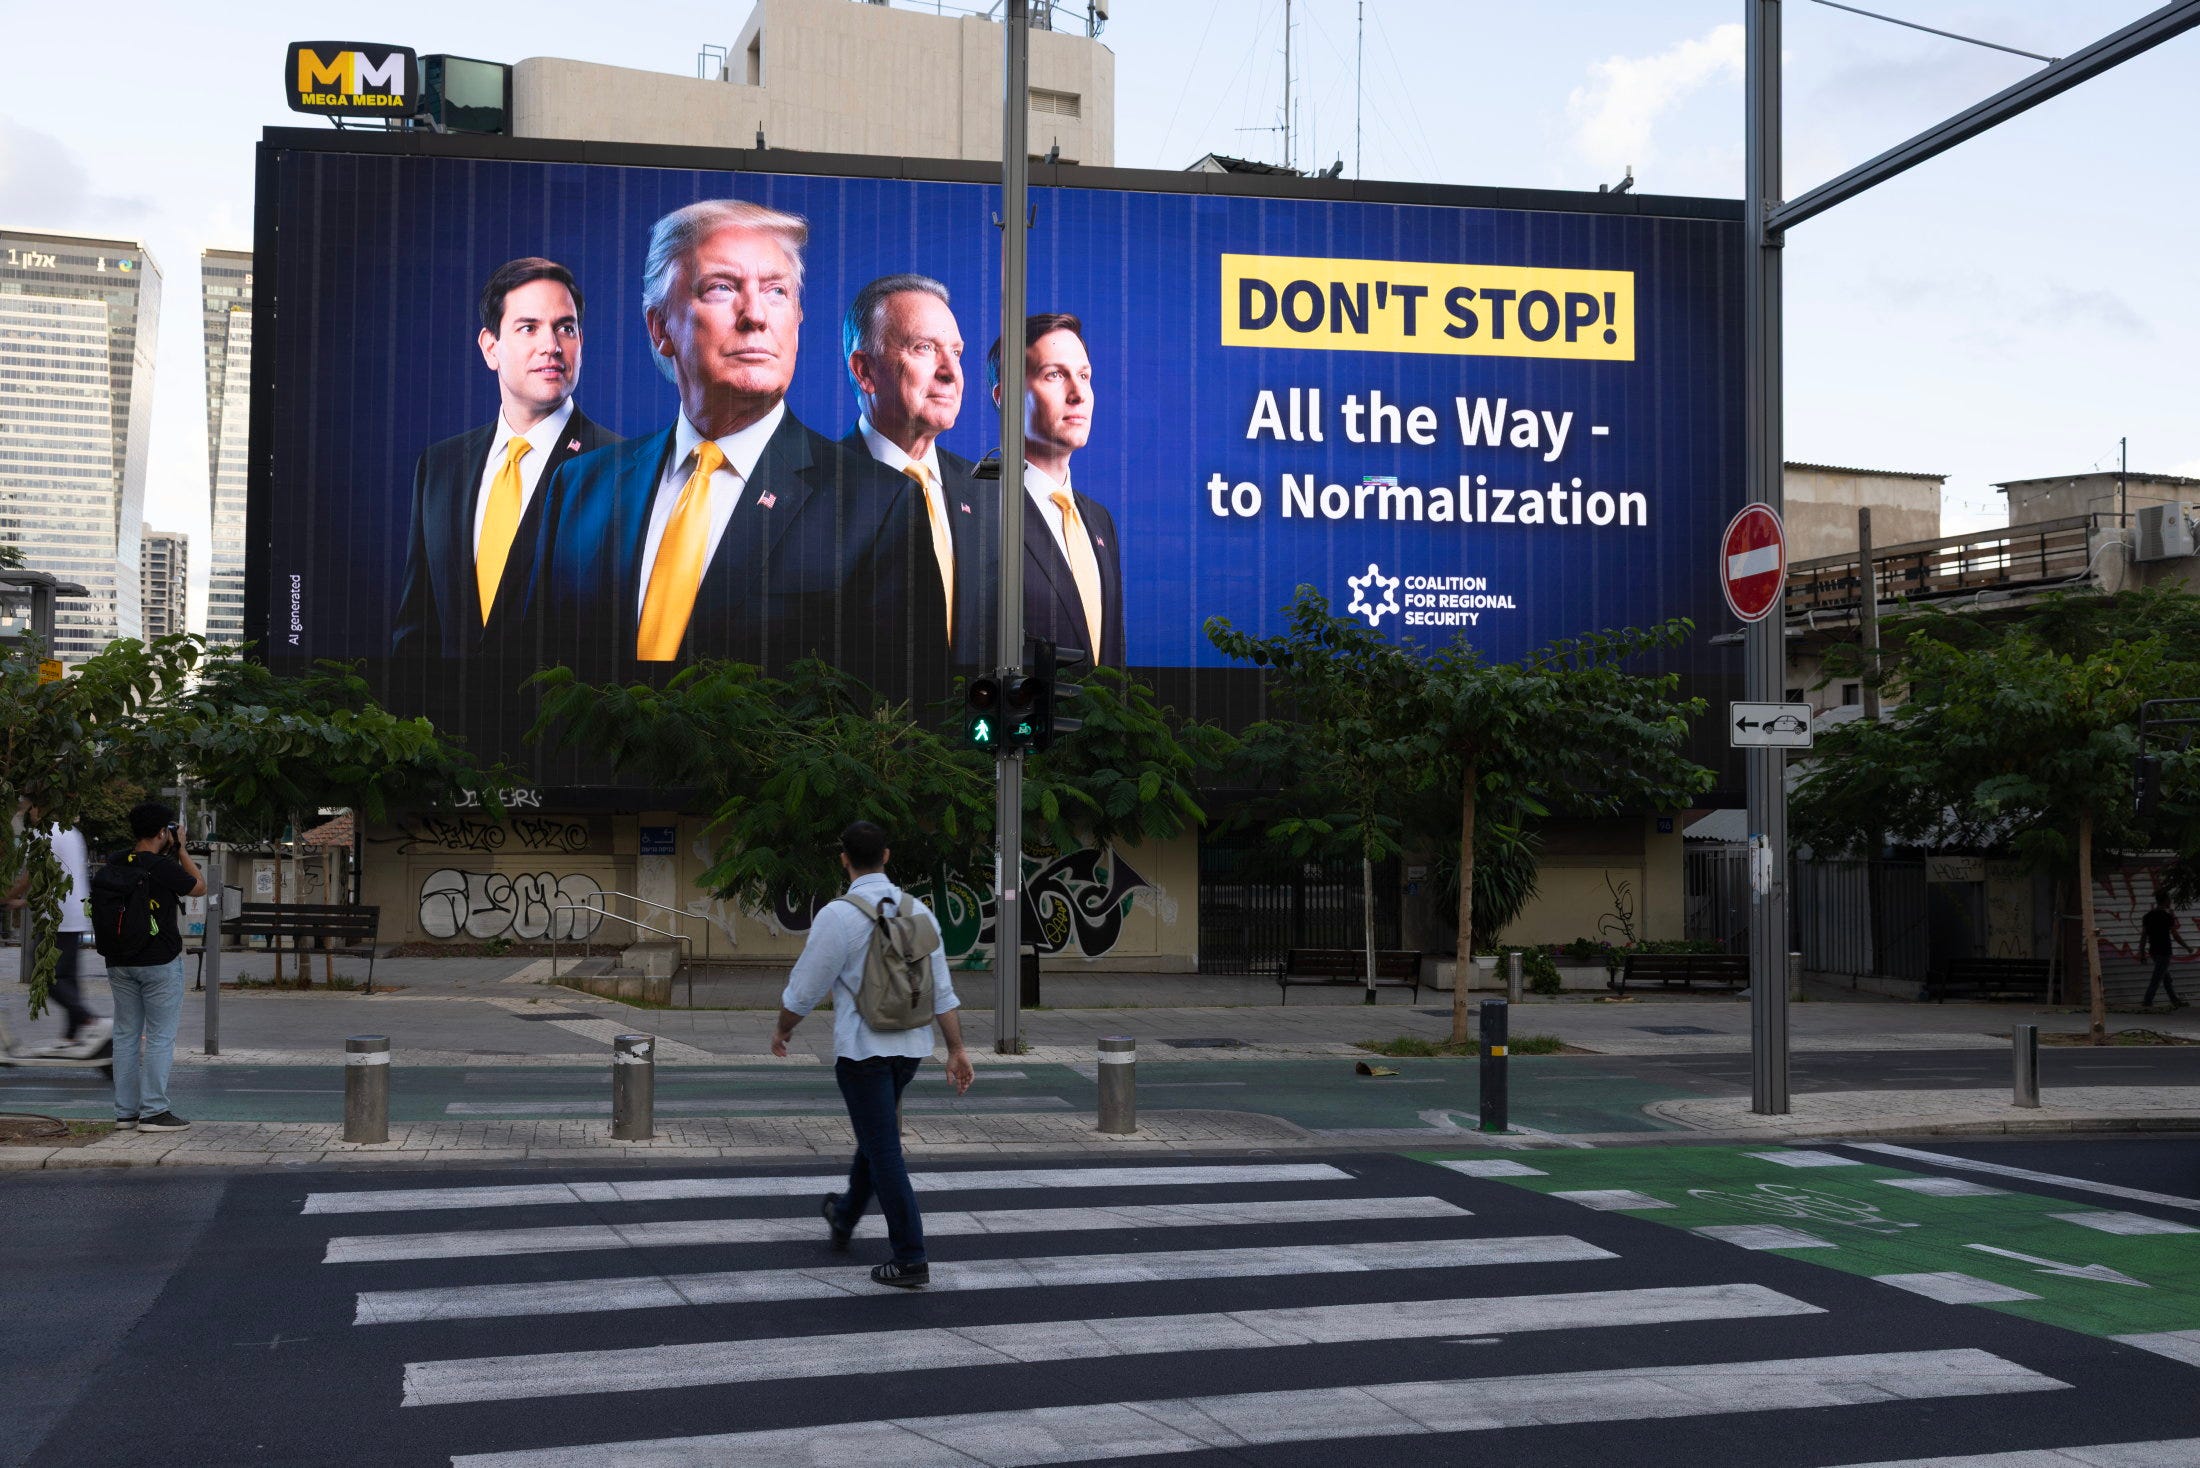 MM
MEGA MEDIA
אלון 1
DON'T STOP!
All the Way -
to Normalization
COALITION
FOR REGIONAL
SECURITY
AI generated